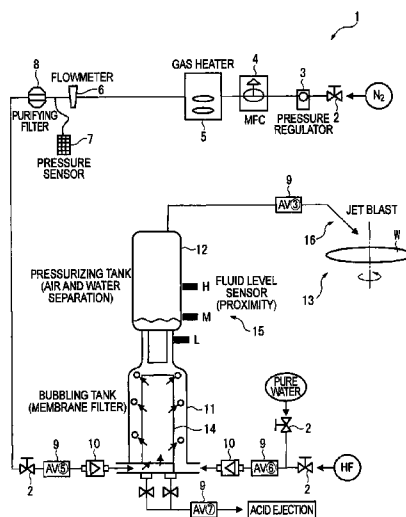 1
8
FLOWMETER
6
PURIFYING
FILTER
7
PRESSURE
SENSOR
GAS HEATER
5
4
MFC
3
PRESSURE
REGULATOR
2
N2
9
AV③
JET BLAST
16
W
13
12
PRESSURIZING TANK
(AIR AND WATER
SEPARATION)
H
M
L
FLUID LEVEL
SENSOR
(PROXIMITY)
15
BUBBLING TANK
(MEMBRANE FILTER)
11
14
PURE
WATER
2
9
AV⑤
10
10
9
AV⑥
2
HF
2
9
AV⑦
ACID EJECTION